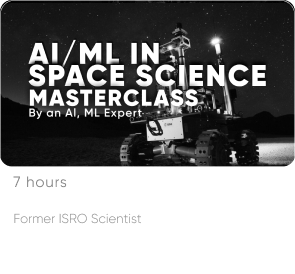 AI/ML IN
SPACE SCIENCE
MASTERCLASS
By an AI, ML Expert
7 hours
Former ISRO Scientist